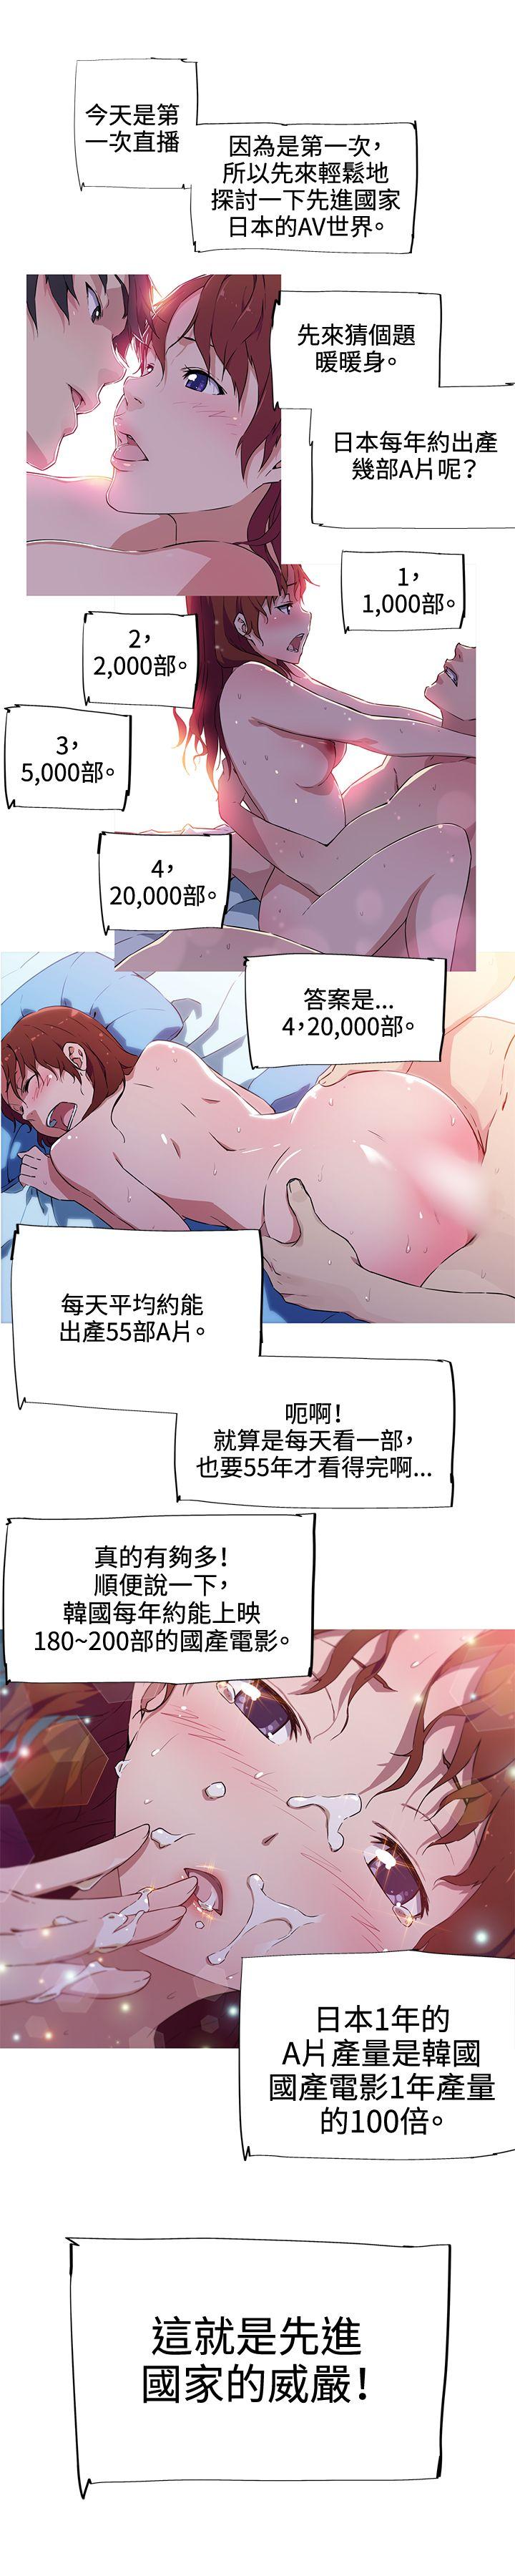 今天是第
一次直播
因為是第一次，
所以先來輕鬆地
探討一下先進國家
日本的AV世界。
先來猜個題
暖暖身。
日本每年約出產
幾部A片呢？
1，
1,000部。
2，
2,000部。
3，
5,000部。
4，
20,000部。
答案是...
4，20,000部。
每天平均約能
出產55部A片。
呃啊！
就算是每天看一部，
也要55年才看得完啊...
真的有夠多！
順便說一下，
韓國每年約能上映
180~200部的國產電影。
日本1年的
A片產量是韓國
國產電影1年產量
的100倍。
這就是先進
國家的威嚴！